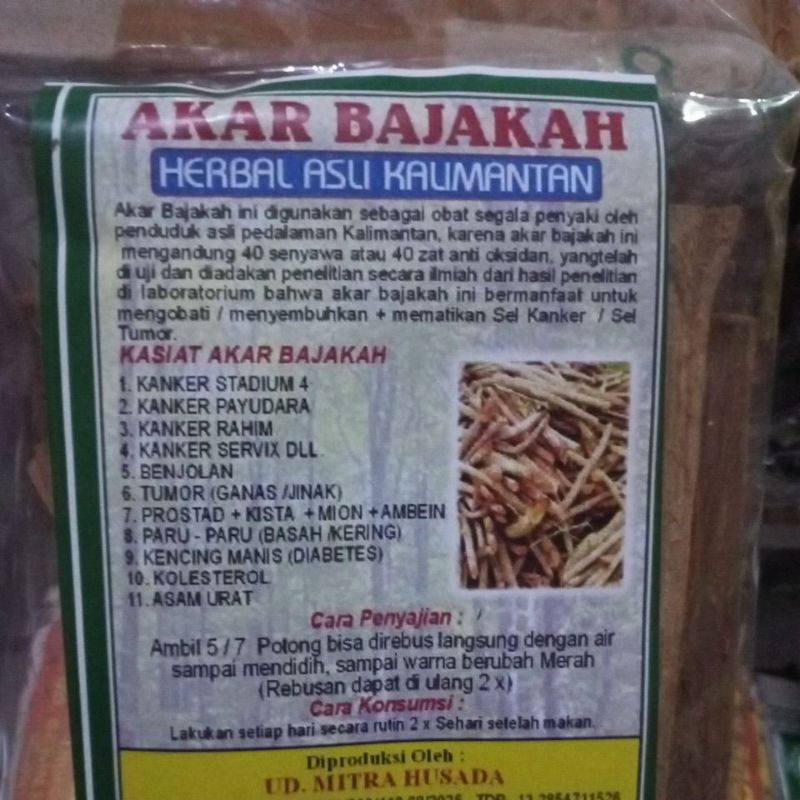 AKAR BAJAKAH
HERBAL ASLI KALIMANTAN
Akar Bajakah ini digunakan sebagai obat segala penyaki oleh
penduduk asli pedalaman Kalimantan, karena akar bajakah ini
mengandung 40 senyawa atau 40 zat anti oksidan, yangtelah
di uji dan diadakan penelitian secara ilmiah dari hasil penelitian
di laboratorium bahwa akar bajakah ini bermanfaat untuk
mengobati / menyembuhkan + mematikan Sel Kanker / Sel
Tumor.
KASIAT AKAR BAJAKAH
1. KANKER STADIUM 4
2. KANKER PAYUDARA
3. KANKER RAHIM
4. KANKER SERVIX DLL.
5. BENJOLAN
6. TUMOR (GANAS /JINAK)
7. PROSTAD + KISTA + MION + AMBEIN
8. PARU - PARU (BASAH /KERING)
9. KENCING MANIS (DIABETES)
10. KOLESTEROL
11. ASAM URAT
Cara Penyajian :
Ambil 5 / 7 Potong bisa direbus langsung dengan air
sampai mendidih, sampai warna berubah Merah
(Rebusan dapat di ulang 2 x)
Cara Konsumsi :
Lakukan setiap hari secara rutin 2 x Sehari setelah makan.
Diproduksi Oleh :
UD. MITRA HUSADA